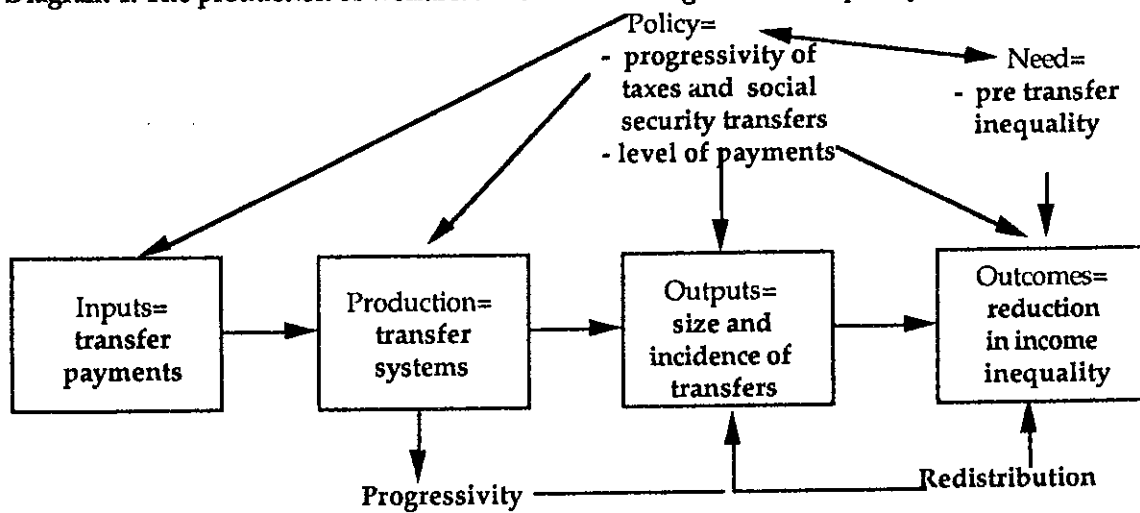 Policy=
- progressivity of
taxes and social
security transfers
- level of payments
Need=
- pre transfer
inequality
Inputs=
transfer
payments
Production=
transfer
systems
Outputs=
size and
incidence of
transfers
Outcomes=
reduction
in income
inequality
Progressivity
Redistribution